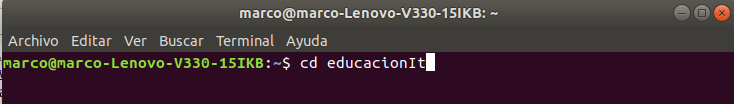 marco@marco-Lenovo-V330-15IKB: ~
Archivo Editar Ver Buscar Terminal Ayuda
marco@marco-Lenovo-V330-15IKB:~$ cd educacionIt